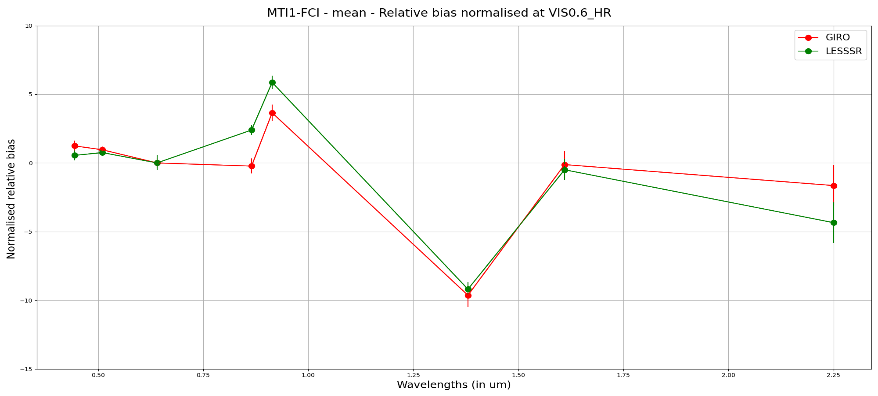 MTI1-FCI - mean - Relative bias normalised at VIS0.6_HR
GIRO
LESSSR
Normalised relative bias
10
5
0
−5
−10
−15
0.50 0.75 1.00 1.25 1.50 1.75 2.00 2.25
Wavelengths (in um)